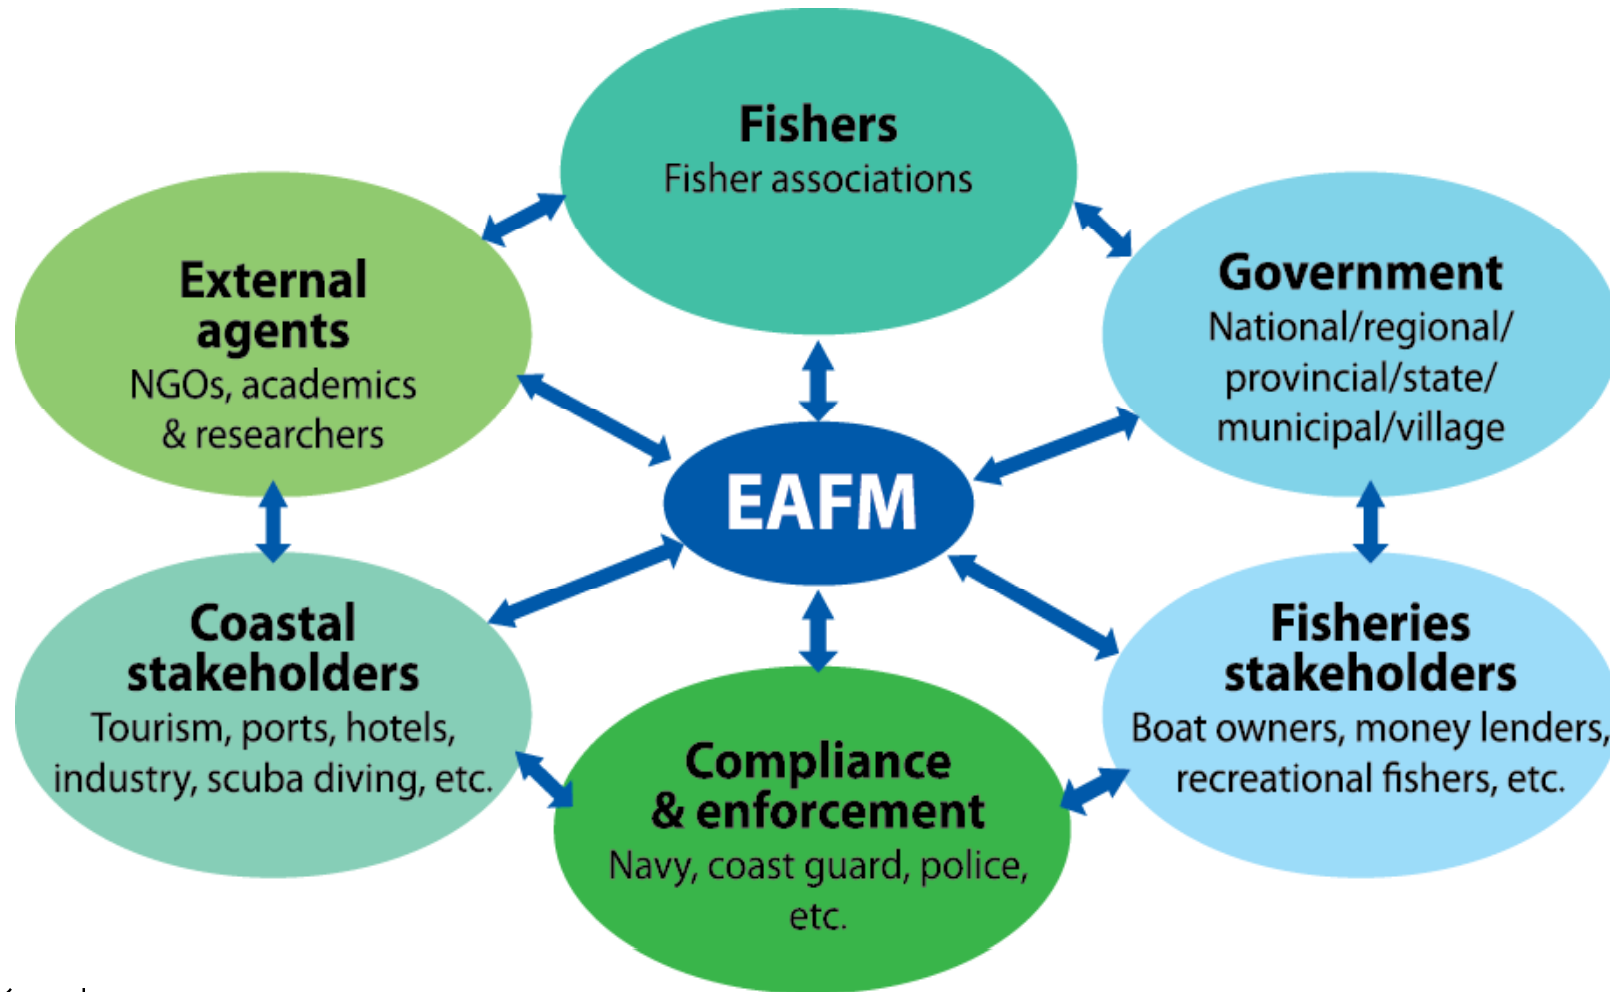 Fishers
Fisher associations
External
agents
NGOs, academics
& researchers
Government
National/regional/
provincial/state/
municipal/village
EAFM
Coastal
stakeholders
Tourism, ports, hotels,
industry, scuba diving, etc.
Fisheries
stakeholders
Boat owners, money lenders,
recreational fishers, etc.
Compliance
& enforcement
Navy, coast guard, police,
etc.